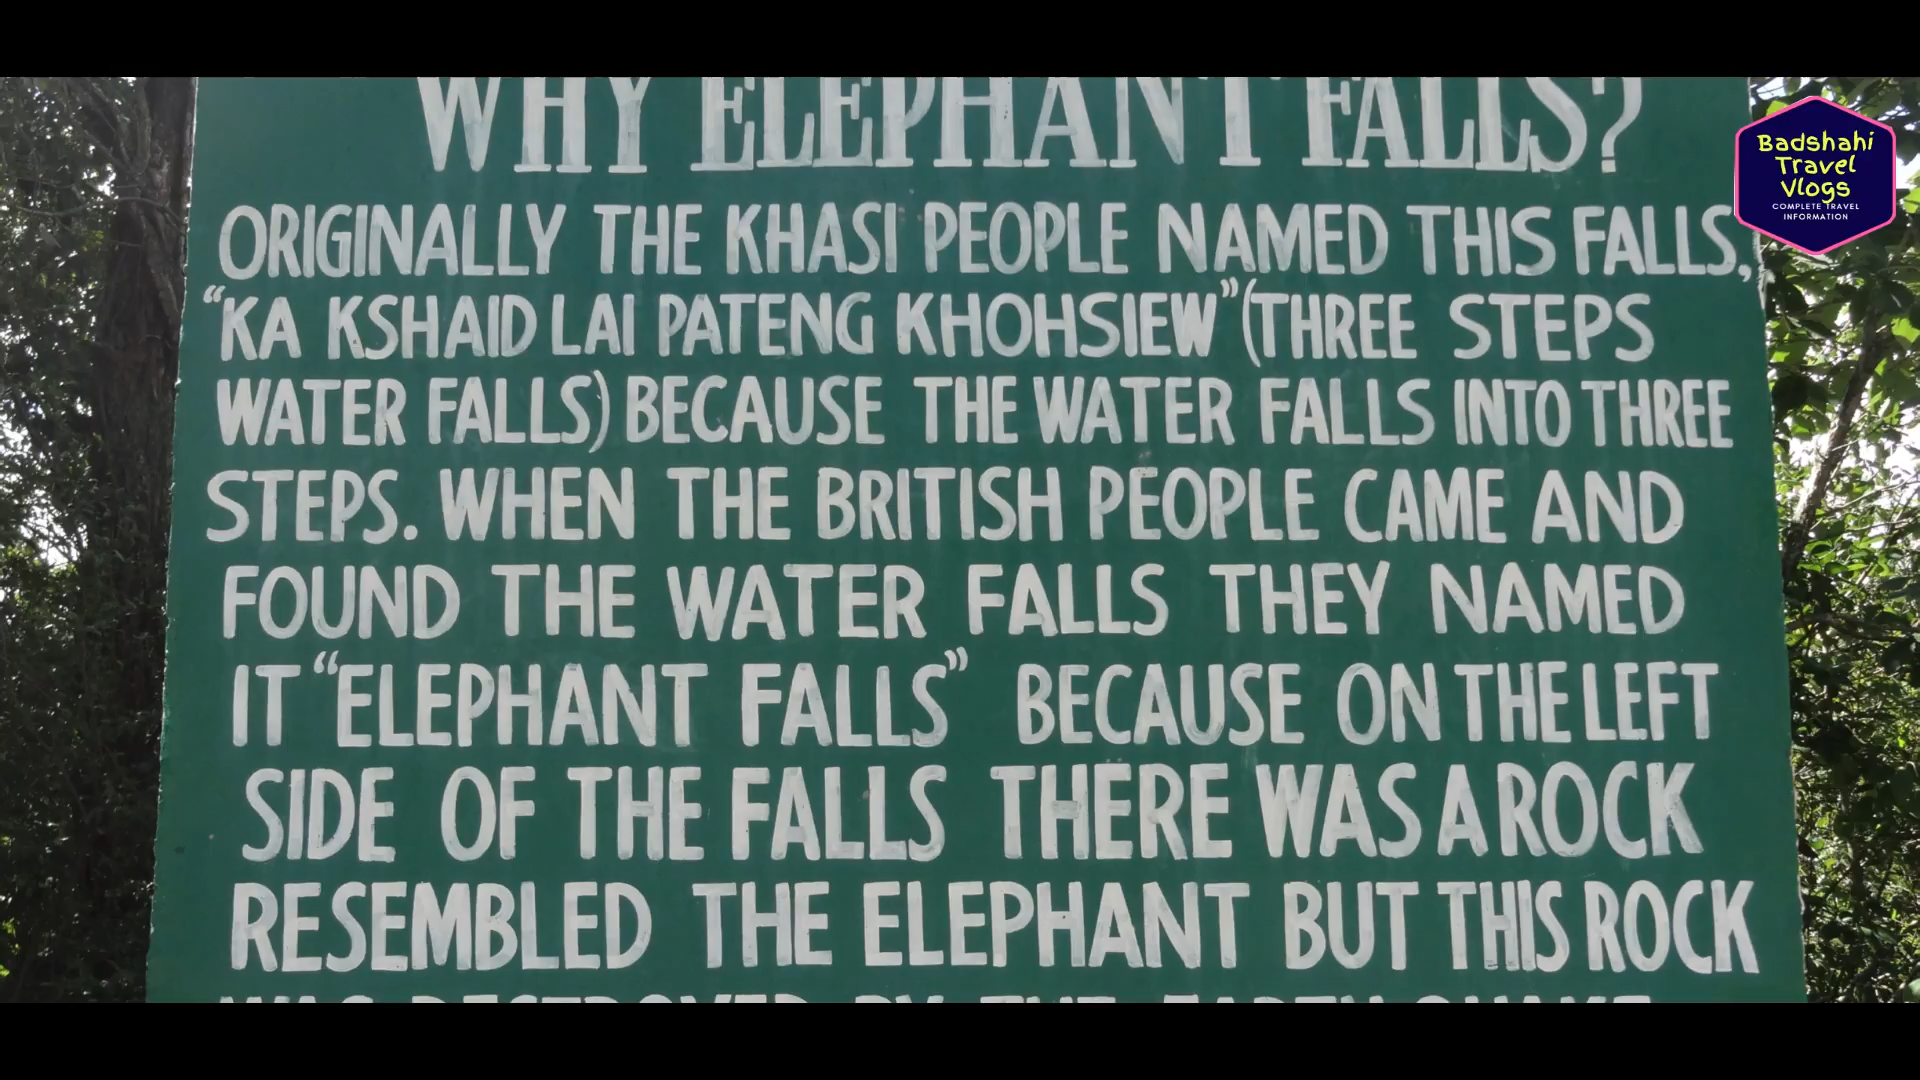 WHY ELEPHANT FALLS?
ORIGINALLY THE KHASI PEOPLE NAMED THIS FALLS,
“KA KSHAID LAI PATENG KHOHSIEW” (THREE STEPS
WATER FALLS) BECAUSE THE WATER FALLS INTO THREE
STEPS. WHEN THE BRITISH PEOPLE CAME AND
FOUND THE WATER FALLS THEY NAMED
IT “ELEPHANT FALLS” BECAUSE ON THE LEFT
SIDE OF THE FALLS THERE WAS A ROCK
RESEMBLED THE ELEPHANT BUT THIS ROCK
Badshahi
Travel
Vlogs
COMPLETE TRAVEL
INFORMATION